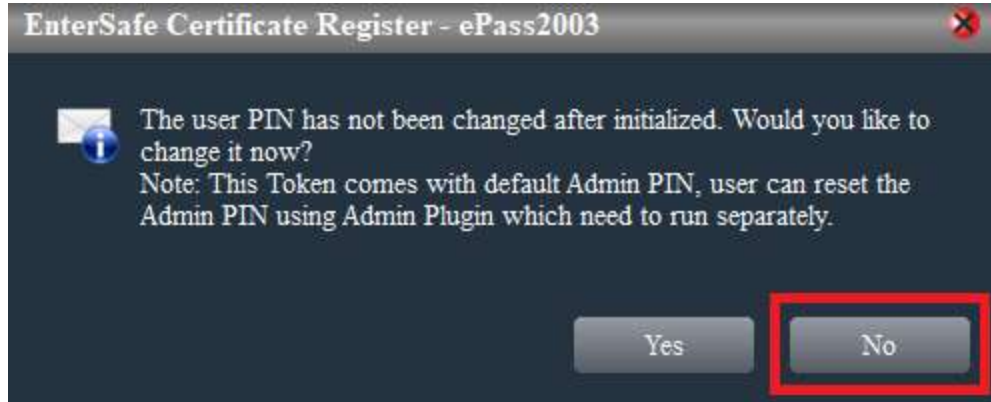 EnterSafe Certificate Register - ePass2003
The user PIN has not been changed after initialized. Would you like to
change it now?
Note: This Token comes with default Admin PIN, user can reset the
Admin PIN using Admin Plugin which need to run separately.
Yes
No